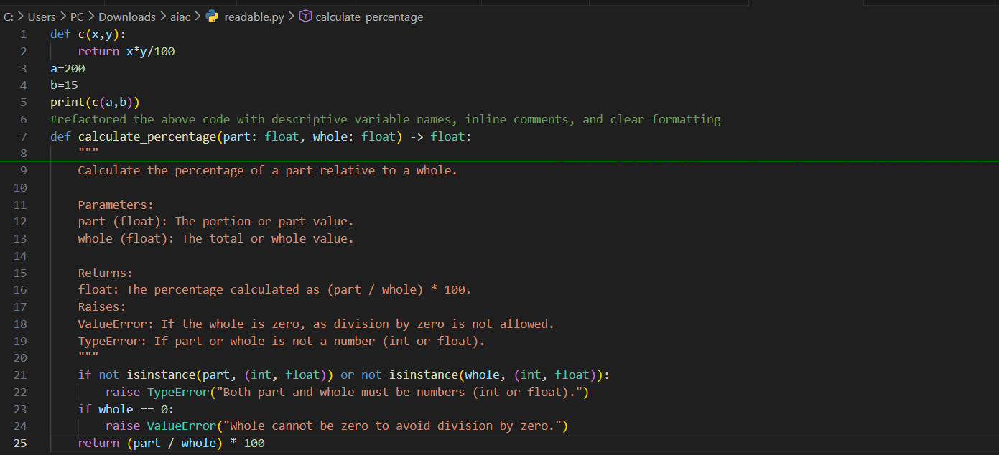 C: > Users > PC > Downloads > aiac > readable.py > calculate_percentage
1 def c(x,y):
2     return x*y/100
3 a=200
4 b=15
5 print(c(a,b))
6 #refactored the above code with descriptive variable names, inline comments, and clear formatting
7 def calculate_percentage(part: float, whole: float) -> float:
8     """
9     Calculate the percentage of a part relative to a whole.
10
11     Parameters:
12     part (float): The portion or part value.
13     whole (float): The total or whole value.
14
15     Returns:
16     float: The percentage calculated as (part / whole) * 100.
17     Raises:
18     ValueError: If the whole is zero, as division by zero is not allowed.
19     TypeError: If part or whole is not a number (int or float).
20     """
21     if not isinstance(part, (int, float)) or not isinstance(whole, (int, float)):
22         raise TypeError("Both part and whole must be numbers (int or float).")
23     if whole == 0:
24         raise ValueError("Whole cannot be zero to avoid division by zero.")
25     return (part / whole) * 100